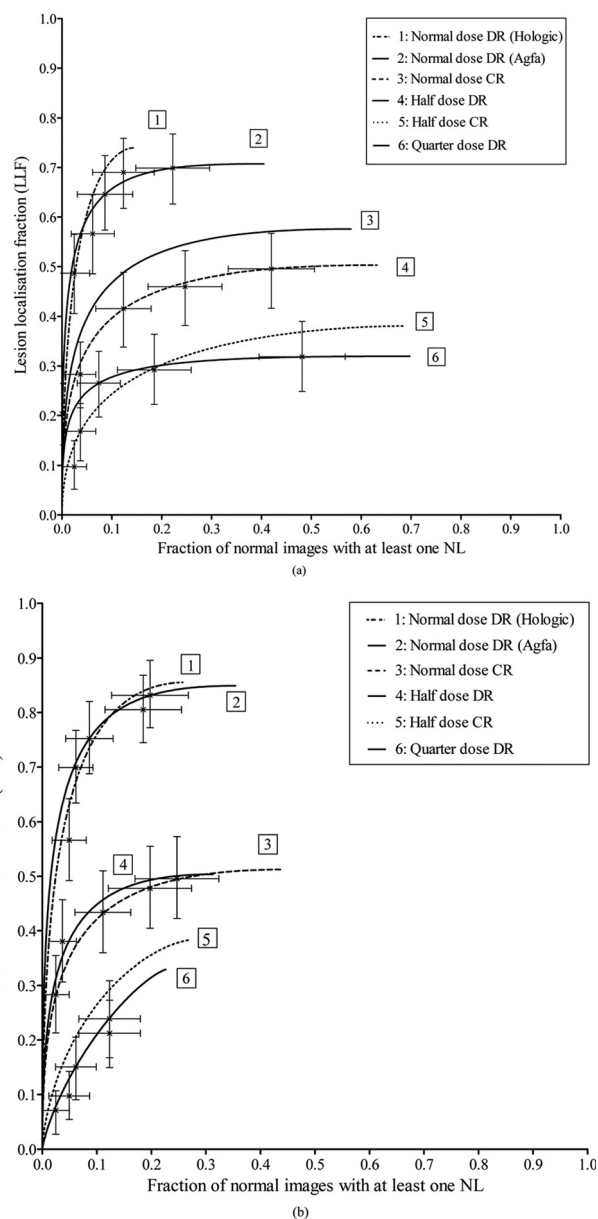 1.0
0.9
0.8
0.7
0.6
0.5
0.4
0.3
0.2
0.1
0.0
Lesion localisation fraction (LLF)
1: Normal dose DR (Hologic)
2: Normal dose DR (Agfa)
3: Normal dose CR
4: Half dose DR
5: Half dose CR
6: Quarter dose DR
1
2
3
4
5
6
0.0 0.1 0.2 0.3 0.4 0.5 0.6 0.7 0.8 0.9 1.0
Fraction of normal images with at least one NL
(a)
1.0
0.9
0.8
0.7
0.6
0.5
0.4
0.3
0.2
0.1
0.0
1: Normal dose DR (Hologic)
2: Normal dose DR (Agfa)
3: Normal dose CR
4: Half dose DR
5: Half dose CR
6: Quarter dose DR
1
2
3
4
5
6
0.0 0.1 0.2 0.3 0.4 0.5 0.6 0.7 0.8 0.9 1.0
Fraction of normal images with at least one NL
(b)